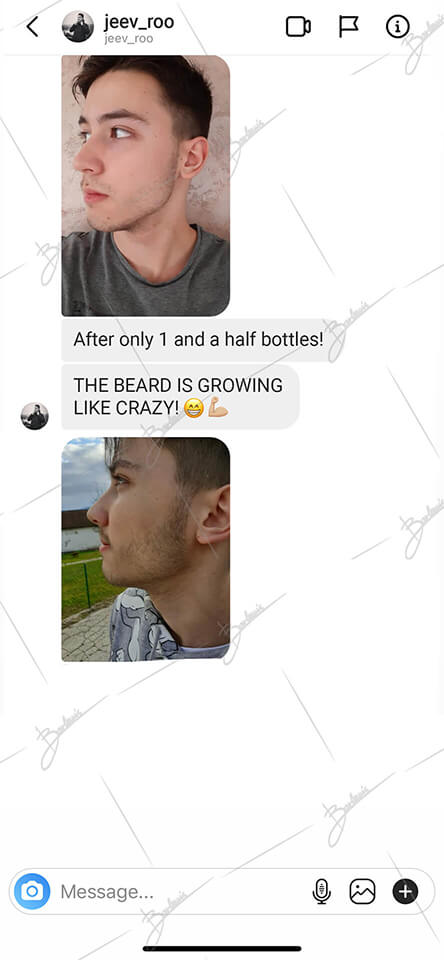 jeev_roo
jeev_roo
After only 1 and a half bottles!
THE BEARD IS GROWING
LIKE CRAZY! 😁💪🏼
Message...